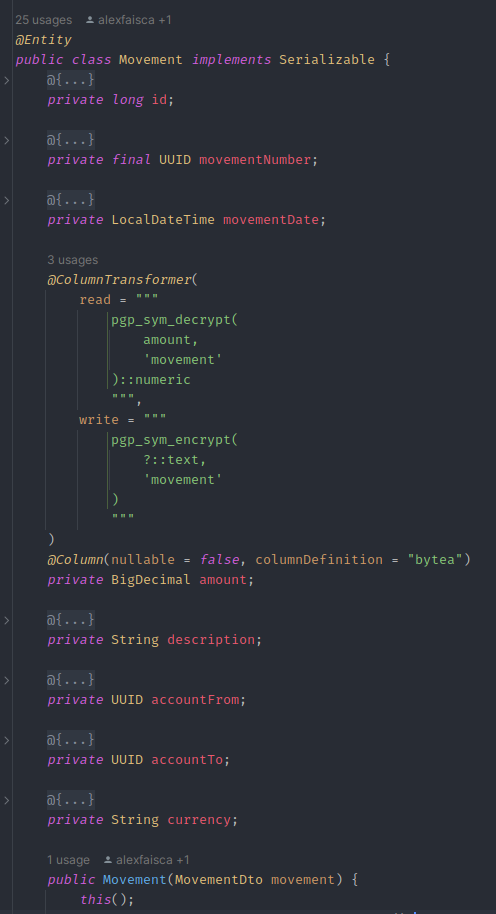 25 usages alexfaisca +1
@Entity
public class Movement implements Serializable {
@{...}
private long id;
@{...}
private final UUID movementNumber;
@{...}
private LocalDateTime movementDate;
3 usages
@ColumnTransformer(
read = """
pgp_sym_decrypt(
amount,
'movement'
)::numeric
""",
write = """
pgp_sym_encrypt(
?::text,
'movement'
)
"""
)
@Column(nullable = false, columnDefinition = "bytea")
private BigDecimal amount;
@{...}
private String description;
@{...}
private UUID accountFrom;
@{...}
private UUID accountTo;
@{...}
private String currency;
1 usage alexfaisca +1
public Movement(MovementDto movement) {
this();